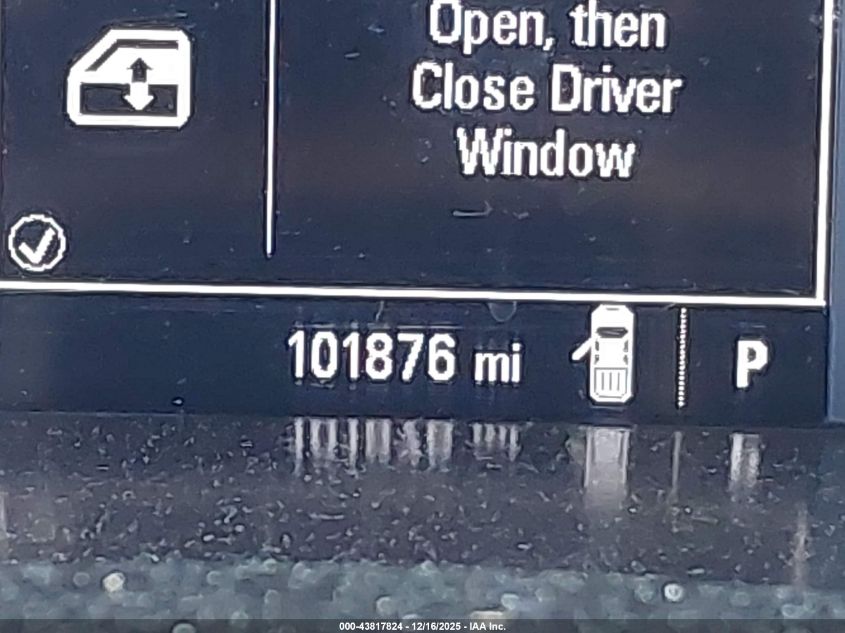 Open, then
Close Driver
Window
101876 mi
P
000-43817824 - 12/16/2025 - IAA Inc.